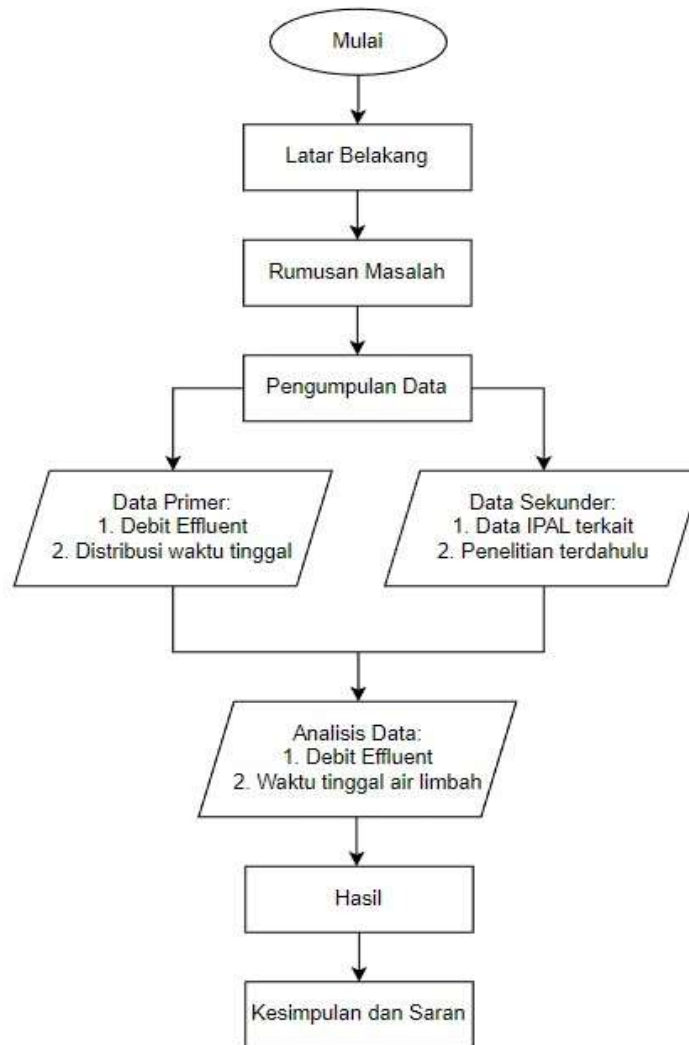 Mulai
Latar Belakang
Rumusan Masalah
Pengumpulan Data
Data Primer:
1. Debit Effluent
2. Distribusi waktu tinggal
Data Sekunder:
1. Data IPAL terkait
2. Penelitian terdahulu
Analisis Data:
1. Debit Effluent
2. Waktu tinggal air limbah
Hasil
Kesimpulan dan Saran